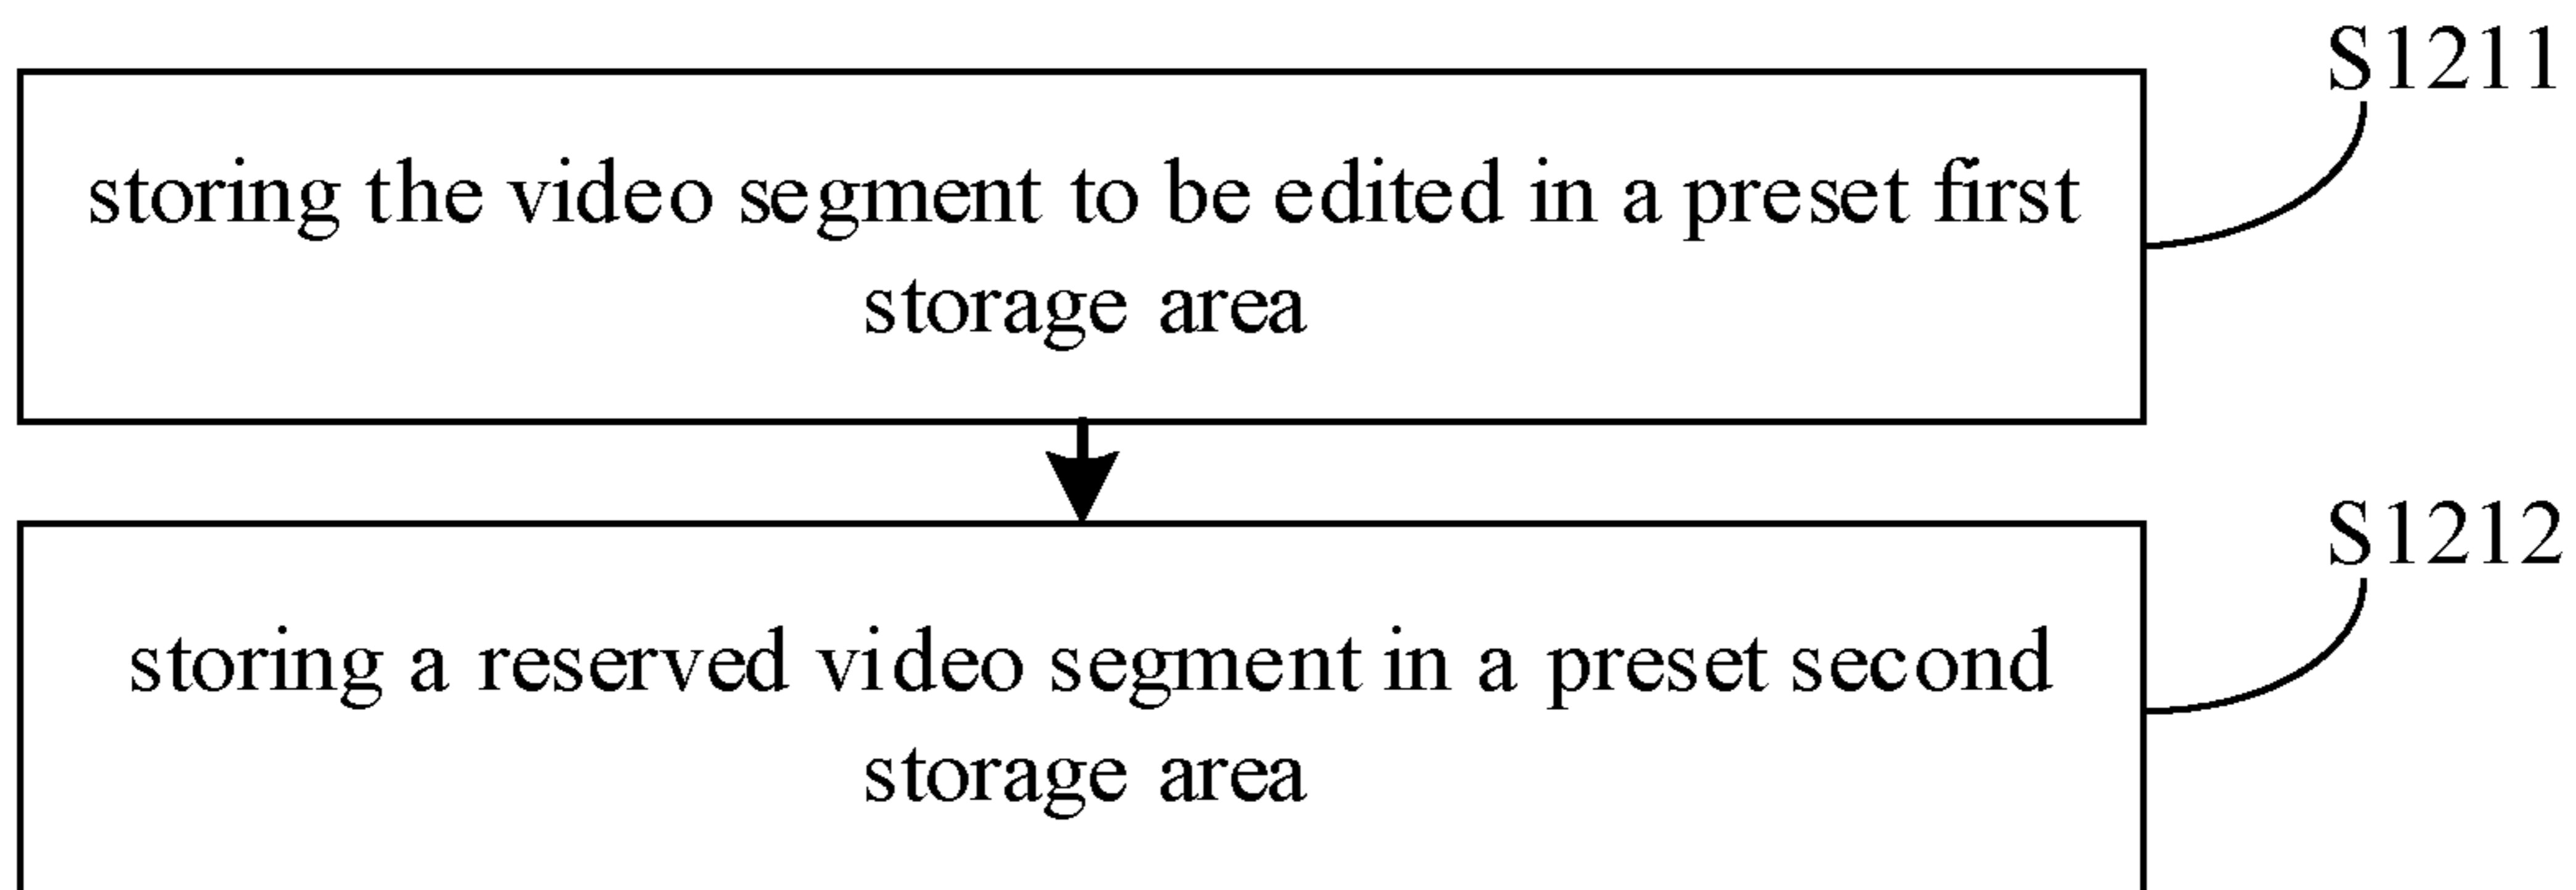 S1211
storing the video segment to be edited in a preset first
storage area
S1212
storing a reserved video segment in a preset second
storage area